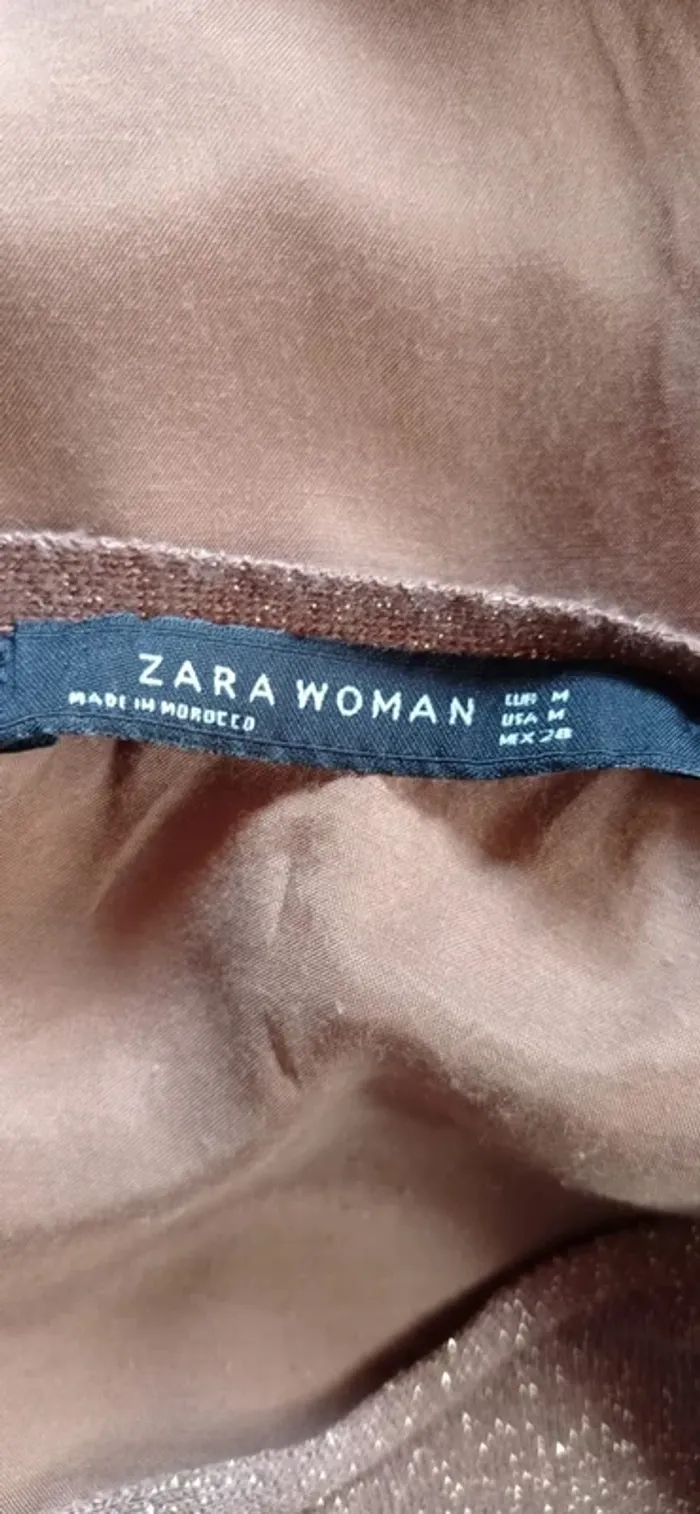 ZARA WOMAN
MADE IN MOROCCO
EUR M
USA M
MEX 28